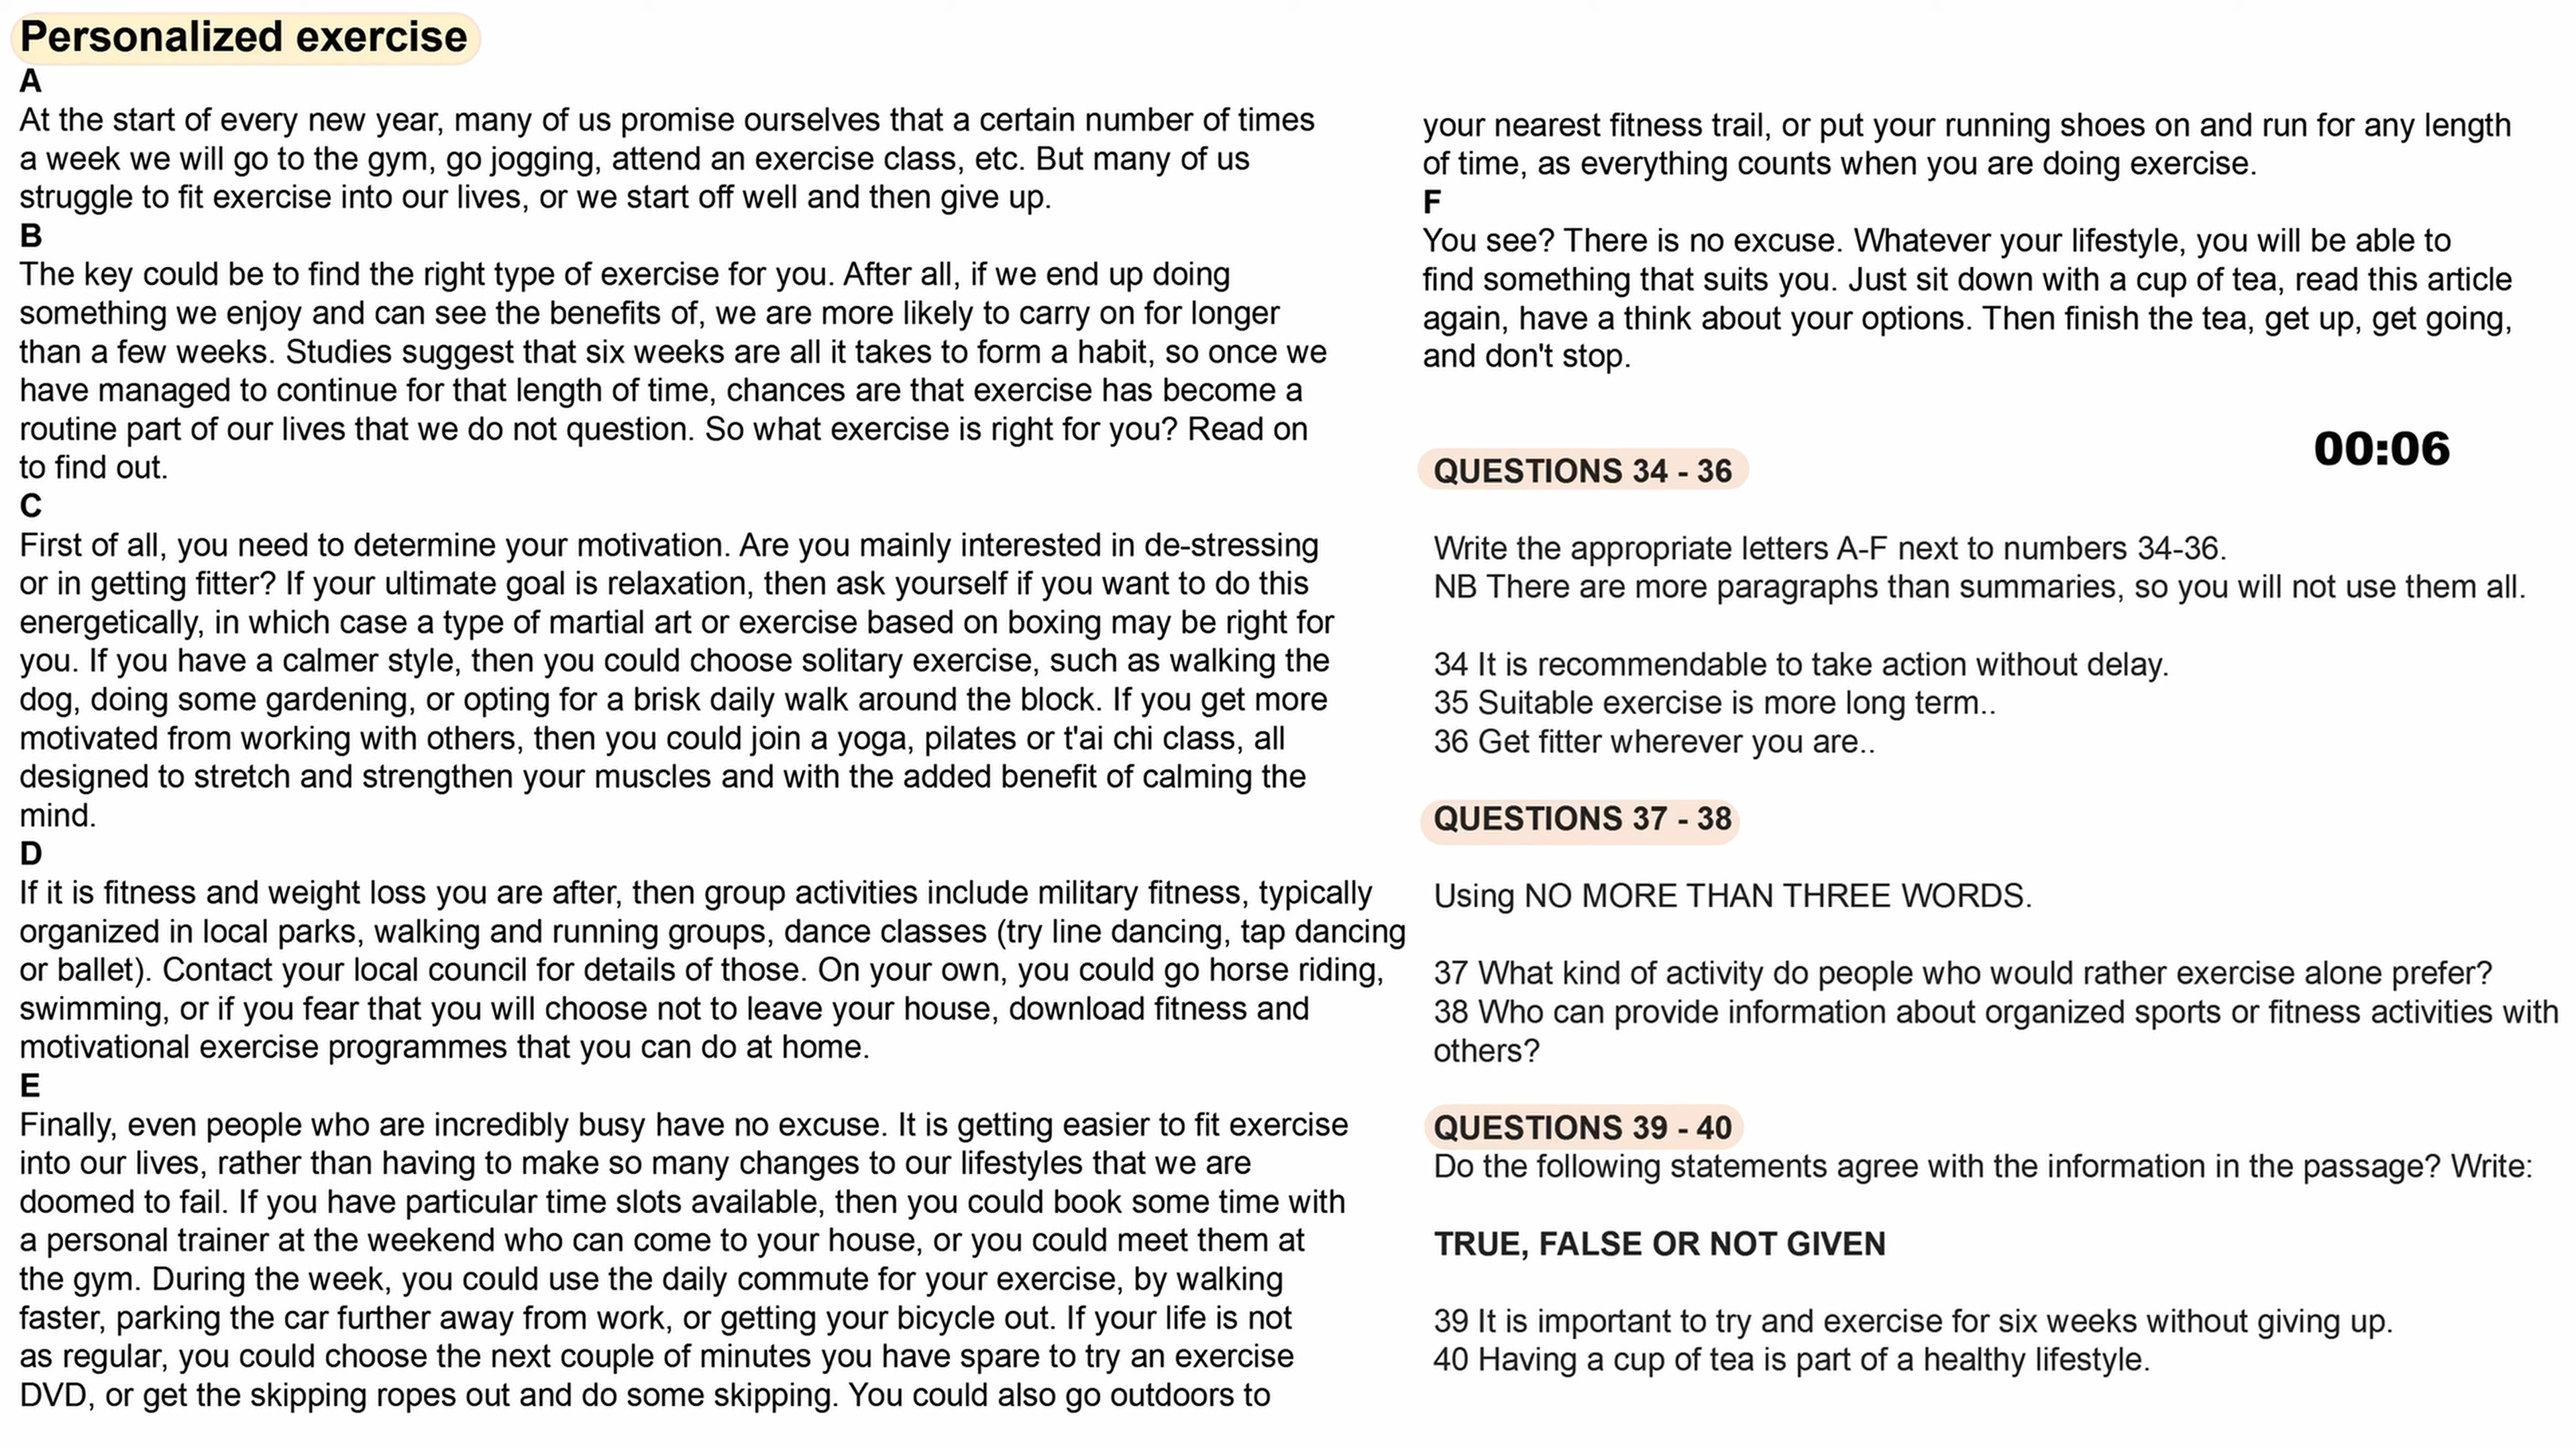 Personalized exercise
A
At the start of every new year, many of us promise ourselves that a certain number of times
a week we will go to the gym, go jogging, attend an exercise class, etc. But many of us
struggle to fit exercise into our lives, or we start off well and then give up.
B
The key could be to find the right type of exercise for you. After all, if we end up doing
something we enjoy and can see the benefits of, we are more likely to carry on for longer
than a few weeks. Studies suggest that six weeks are all it takes to form a habit, so once we
have managed to continue for that length of time, chances are that exercise has become a
routine part of our lives that we do not question. So what exercise is right for you? Read on
to find out.
C
First of all, you need to determine your motivation. Are you mainly interested in de-stressing
or in getting fitter? If your ultimate goal is relaxation, then ask yourself if you want to do this
energetically, in which case a type of martial art or exercise based on boxing may be right for
you. If you have a calmer style, then you could choose solitary exercise, such as walking the
dog, doing some gardening, or opting for a brisk daily walk around the block. If you get more
motivated from working with others, then you could join a yoga, pilates or t'ai chi class, all
designed to stretch and strengthen your muscles and with the added benefit of calming the
mind.
D
If it is fitness and weight loss you are after, then group activities include military fitness, typically
organized in local parks, walking and running groups, dance classes (try line dancing, tap dancing
or ballet). Contact your local council for details of those. On your own, you could go horse riding,
swimming, or if you fear that you will choose not to leave your house, download fitness and
motivational exercise programmes that you can do at home.
E
Finally, even people who are incredibly busy have no excuse. It is getting easier to fit exercise
into our lives, rather than having to make so many changes to our lifestyles that we are
doomed to fail. If you have particular time slots available, then you could book some time with
a personal trainer at the weekend who can come to your house, or you could meet them at
the gym. During the week, you could use the daily commute for your exercise, by walking
faster, parking the car further away from work, or getting your bicycle out. If your life is not
as regular, you could choose the next couple of minutes you have spare to try an exercise
DVD, or get the skipping ropes out and do some skipping. You could also go outdoors to
your nearest fitness trail, or put your running shoes on and run for any length
of time, as everything counts when you are doing exercise.
F
You see? There is no excuse. Whatever your lifestyle, you will be able to
find something that suits you. Just sit down with a cup of tea, read this article
again, have a think about your options. Then finish the tea, get up, get going,
and don't stop.
00:06
QUESTIONS 34 - 36
Write the appropriate letters A-F next to numbers 34-36.
NB There are more paragraphs than summaries, so you will not use them all.
34 It is recommendable to take action without delay.
35 Suitable exercise is more long term..
36 Get fitter wherever you are..
QUESTIONS 37 - 38
Using NO MORE THAN THREE WORDS.
37 What kind of activity do people who would rather exercise alone prefer?
38 Who can provide information about organized sports or fitness activities with
others?
QUESTIONS 39 - 40
Do the following statements agree with the information in the passage? Write:
TRUE, FALSE OR NOT GIVEN
39 It is important to try and exercise for six weeks without giving up.
40 Having a cup of tea is part of a healthy lifestyle.